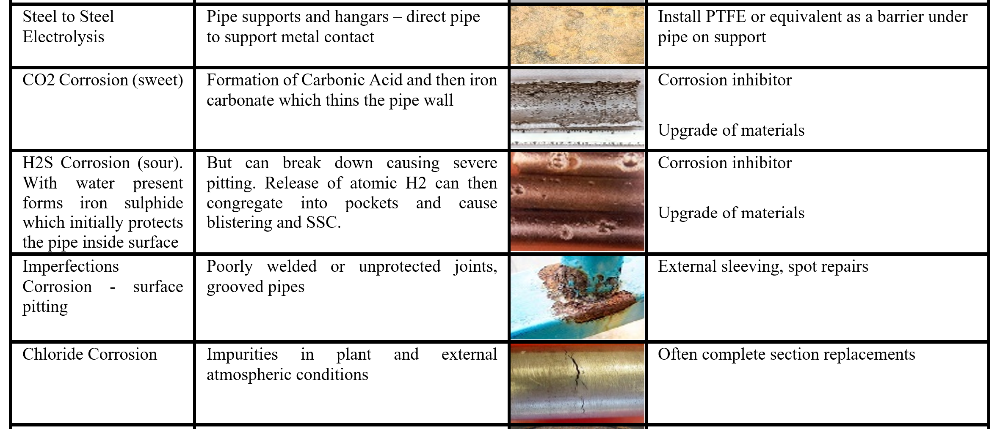 Steel to Steel
Electrolysis
Pipe supports and hangars – direct pipe
to support metal contact
Install PTFE or equivalent as a barrier under
pipe on support
CO2 Corrosion (sweet)
Formation of Carbonic Acid and then iron
carbonate which thins the pipe wall
Corrosion inhibitor
Upgrade of materials
H2S Corrosion (sour).
With water present
forms iron sulphide
which initially protects
the pipe inside surface
But can break down causing severe
pitting. Release of atomic H2 can then
congregate into pockets and cause
blistering and SSC.
Corrosion inhibitor
Upgrade of materials
Imperfections
Corrosion - surface
pitting
Poorly welded or unprotected joints,
grooved pipes
External sleeving, spot repairs
Chloride Corrosion
Impurities in plant and external
atmospheric conditions
Often complete section replacements